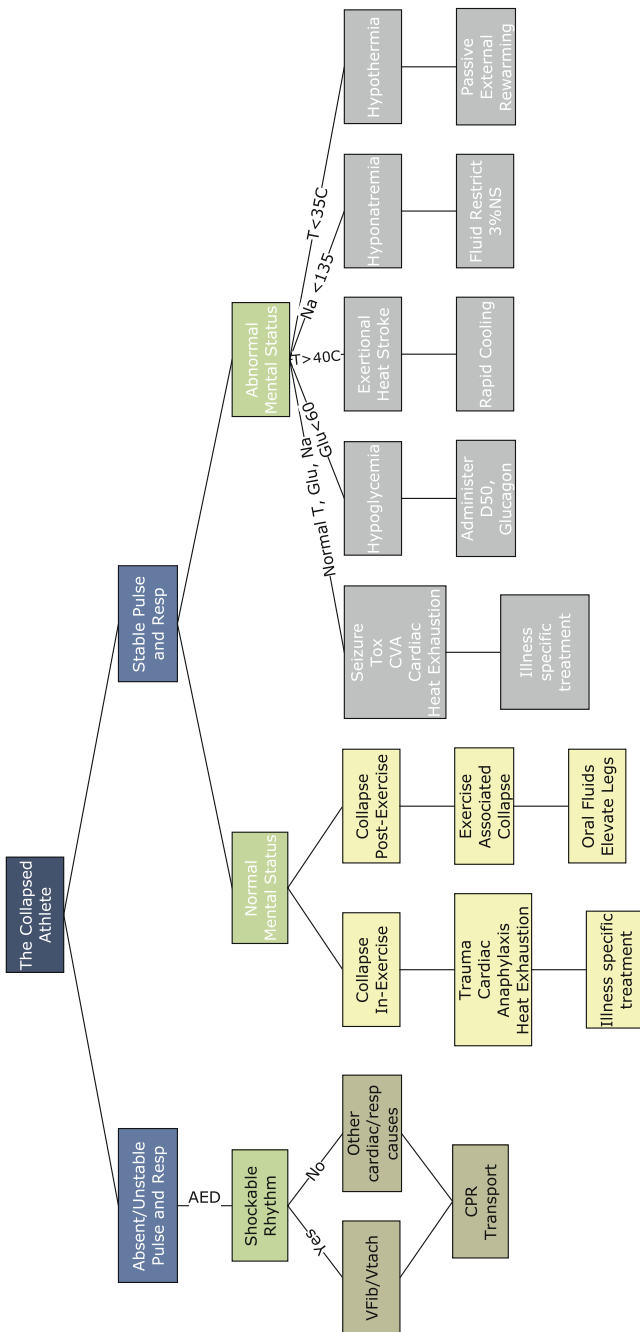 The Collapsed
Athlete
Absent/Unstable
Pulse and Resp
Stable Pulse
and Resp
AED
Shockable
Rhythm
Normal
Mental Status
Abnormal
Mental Status
Yes
No
Normal T, Glu, Na
Glu<60
T>40C
Na <135
T<35C
VFib/Vtach
Other
cardiac/resp
causes
Collapse
In-Exercise
Collapse
Post-Exercise
Seizure
Tox
CVA
Cardiac
Heat Exhaustion
Hypoglycemia
Exertional
Heat Stroke
Hyponatremia
Hypothermia
CPR
Transport
Trauma
Cardiac
Anaphylaxis
Heat Exhaustion
Exercise
Associated
Collapse
Illness
specific
treatment
Administer
D50,
Glucagon
Rapid Cooling
Fluid Restrict
3%NS
Passive
External
Rewarming
Illness specific
treatment
Oral Fluids
Elevate Legs